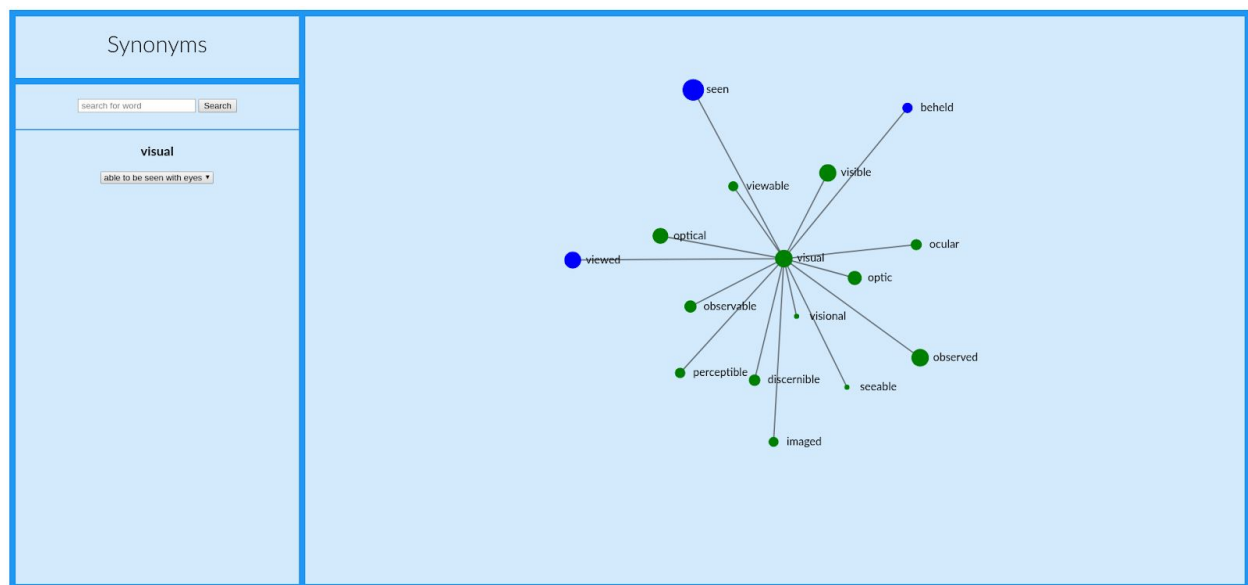 Synonyms
search for word
Search
visual
able to be seen with eyes
seen
beheld
visible
viewable
optical
ocular
viewed
visual
optic
observable
visional
observed
perceptible
discernible
seeable
imaged